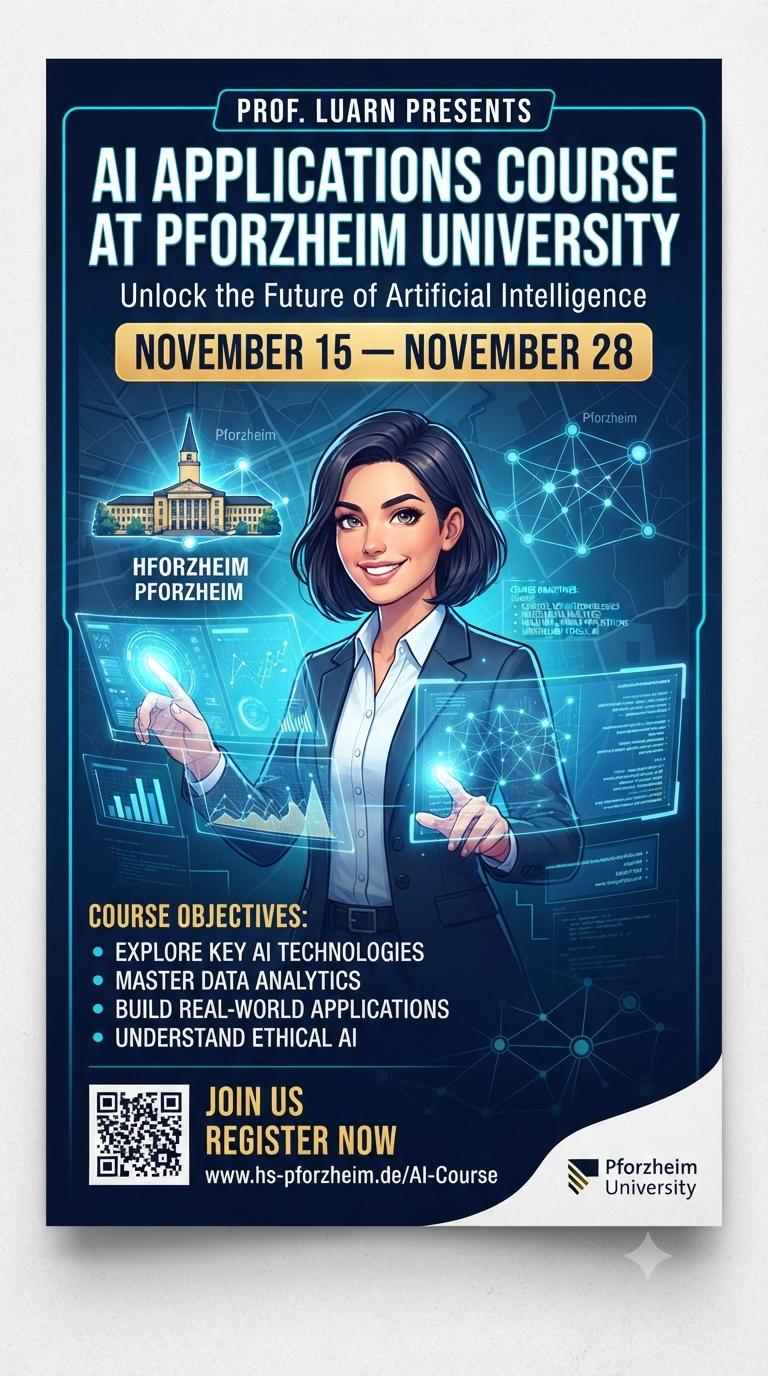 PROF. LUARN PRESENTS
AI APPLICATIONS COURSE
AT PFORZHEIM UNIVERSITY
Unlock the Future of Artificial Intelligence
NOVEMBER 15 — NOVEMBER 28
Pforzheim
Pforzheim
HFORZHEIM
PFORZHEIM
COURSE OBJECTIVES:
• EXPLORE KEY AI TECHNOLOGIES
• MASTER DATA ANALYTICS
• BUILD REAL-WORLD APPLICATIONS
• UNDERSTAND ETHICAL AI
JOIN US
REGISTER NOW
www.hs-pforzheim.de/AI-Course
Pforzheim
University